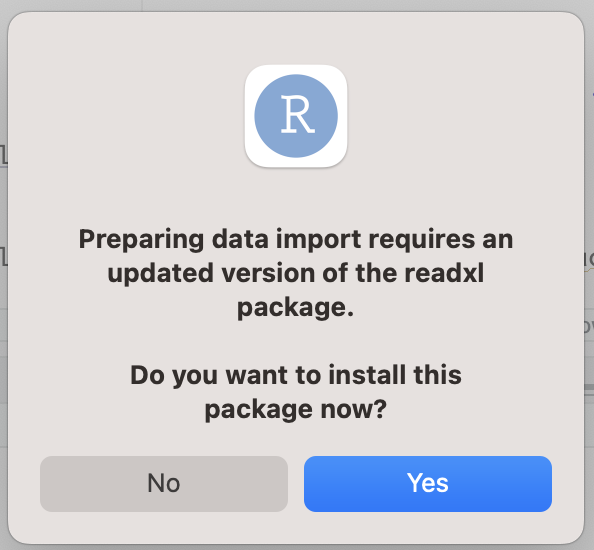 R
Preparing data import requires an
updated version of the readxl
package.
Do you want to install this
package now?
No
Yes